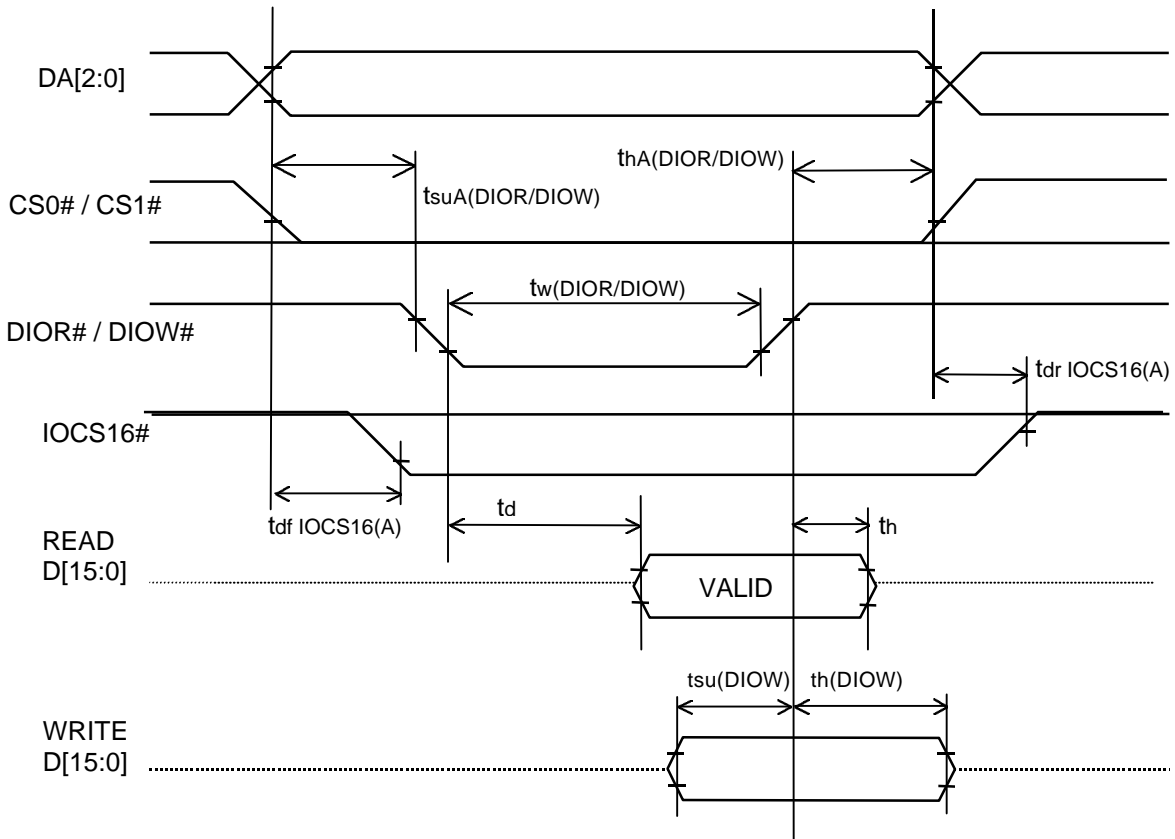 DA[2:0]
thA(DIOR/DIOW)
tsuA(DIOR/DIOW)
CS0# / CS1#
tw(DIOR/DIOW)
DIOR# / DIOW#
tdr IOCS16(A)
IOCS16#
tdf IOCS16(A)
td
th
READ
D[15:0]
VALID
tsu(DIOW)
th(DIOW)
WRITE
D[15:0]